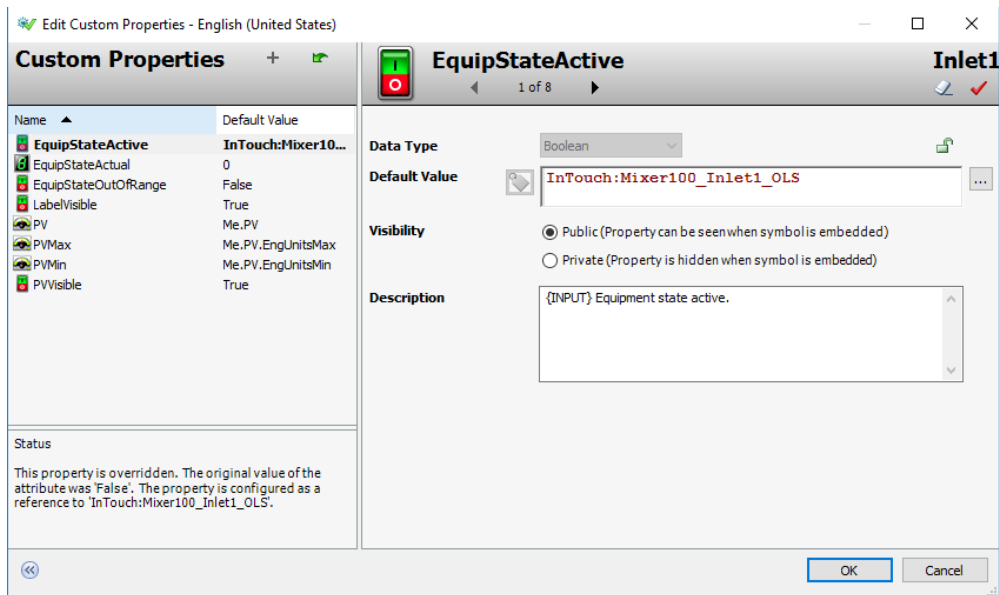 Edit Custom Properties - English (United States)
Custom Properties
EquipStateActive
Inlet1
1 of 8
Name Default Value
EquipStateActive InTouch:Mixer10...
EquipStateActual 0
EquipStateOutOfRange False
LabelVisible True
PV Me.PV
PVMax Me.PV.EngUnitsMax
PVMin Me.PV.EngUnitsMin
PVVisible True
Status
This property is overridden. The original value of the
attribute was 'False'. The property is configured as a
reference to 'InTouch:Mixer100_Inlet1_OLS'.
Data Type Boolean
Default Value InTouch:Mixer100_Inlet1_OLS ...
Visibility Public (Property can be seen when symbol is embedded)
Private (Property is hidden when symbol is embedded)
Description {INPUT} Equipment state active.
OK Cancel